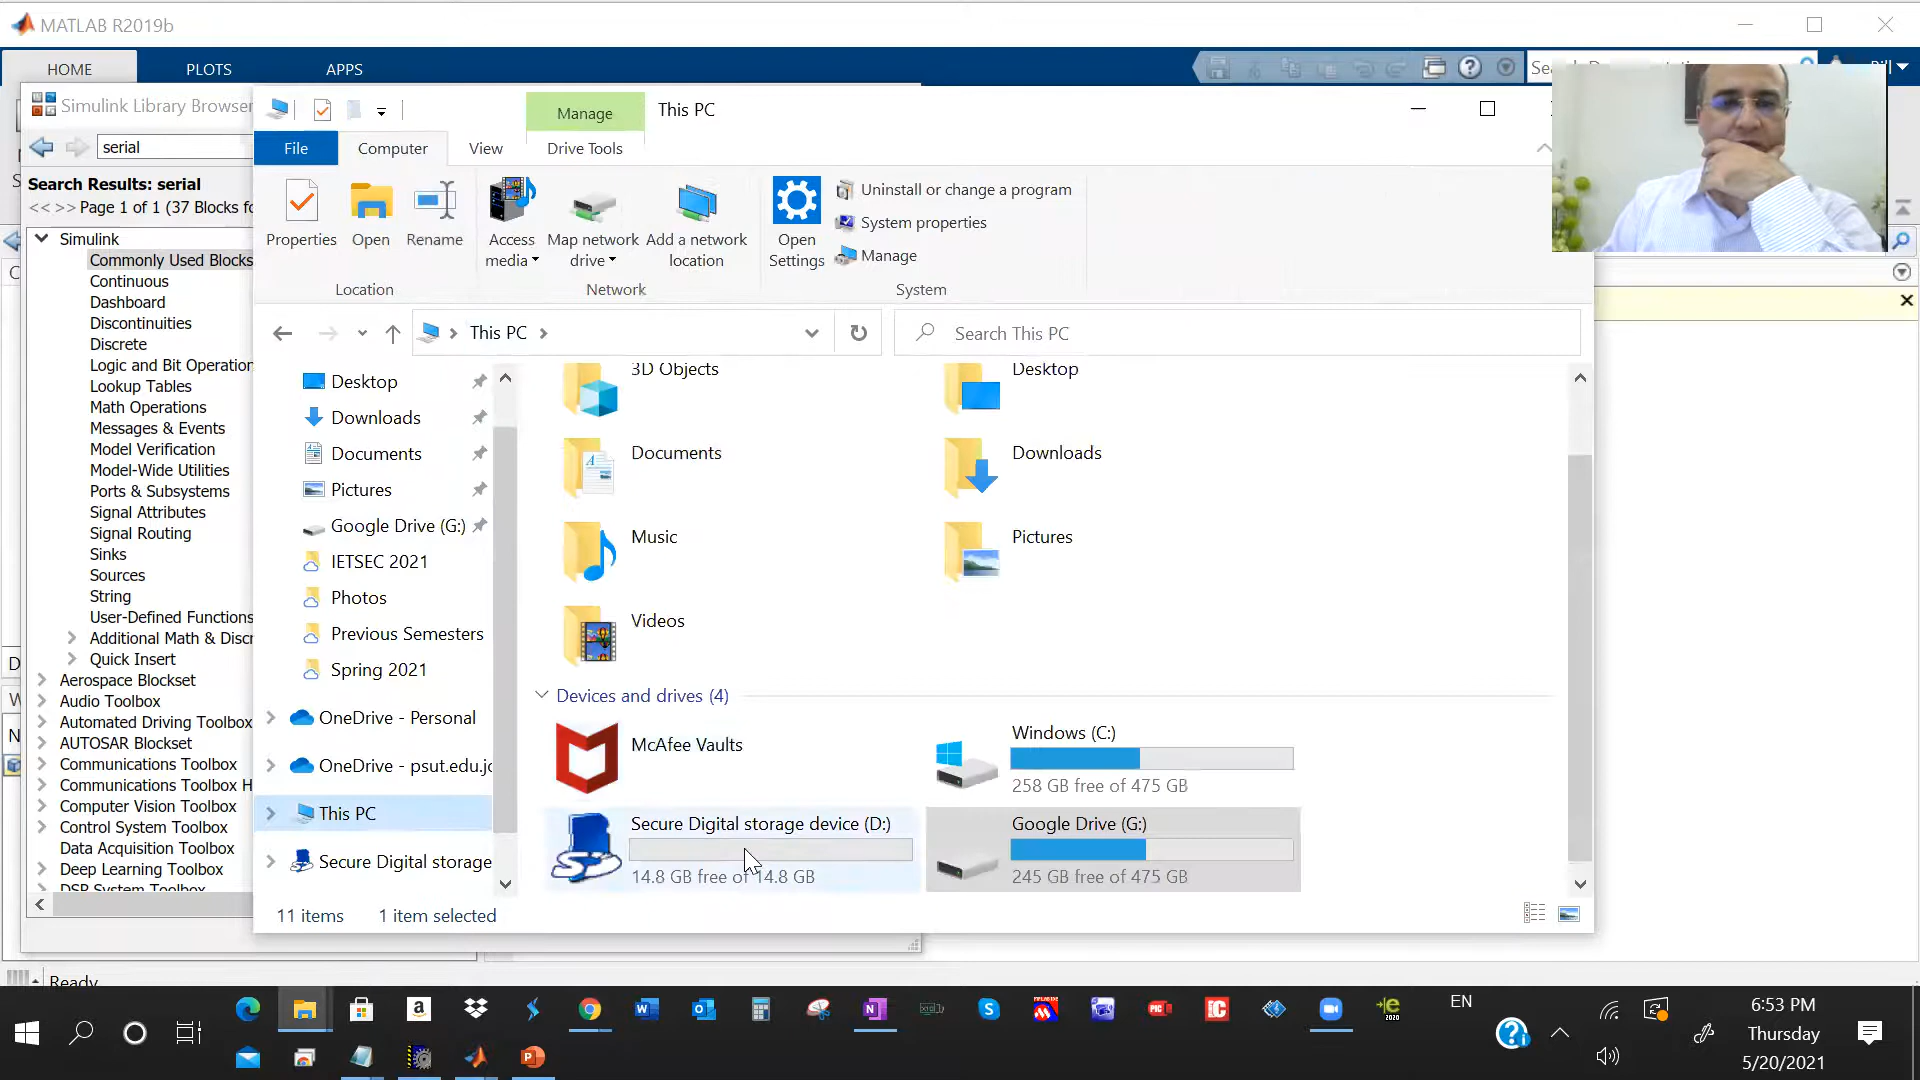 MATLAB R2019b
HOME
PLOTS
APPS
Simulink Library Browser
serial
Search Results: serial
<< >> Page 1 of 1 (37 Blocks fo
Simulink
Commonly Used Blocks
Continuous
Dashboard
Discontinuities
Discrete
Logic and Bit Operation
Lookup Tables
Math Operations
Messages & Events
Model Verification
Model-Wide Utilities
Ports & Subsystems
Signal Attributes
Signal Routing
Sinks
Sources
String
User-Defined Functions
Additional Math & Discr
Quick Insert
Aerospace Blockset
Audio Toolbox
Automated Driving Toolbox
AUTOSAR Blockset
Communications Toolbox
Communications Toolbox H
Computer Vision Toolbox
Control System Toolbox
Data Acquisition Toolbox
Deep Learning Toolbox
DSP System Toolbox
Ready
Manage
This PC
File
Computer
View
Drive Tools
Properties
Open
Rename
Access media
Map network drive
Add a network location
Open Settings
Uninstall or change a program
System properties
Manage
Location
Network
System
This PC
Search This PC
Desktop
Downloads
Documents
Pictures
Google Drive (G:)
IETSEC 2021
Photos
Previous Semesters
Spring 2021
OneDrive - Personal
OneDrive - psut.edu.jo
This PC
Secure Digital storage
3D Objects
Desktop
Documents
Downloads
Music
Pictures
Videos
Devices and drives (4)
McAfee Vaults
Windows (C:)
258 GB free of 475 GB
Secure Digital storage device (D:)
14.8 GB free of 14.8 GB
Google Drive (G:)
245 GB free of 475 GB
11 items
1 item selected
EN
6:53 PM
Thursday
5/20/2021